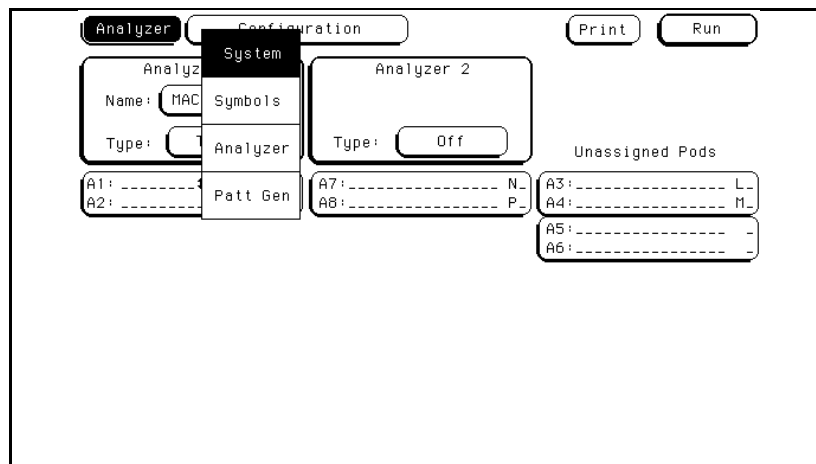 Analyzer Configuration Print Run
System
Symbols
Analyzer
Patt Gen
Analyz
Name: MAC
Type: T
Analyzer 2
Type: Off
Unassigned Pods
A1:
A2:
A7: N
A8: P
A3: L
A4: M
A5:
A6: